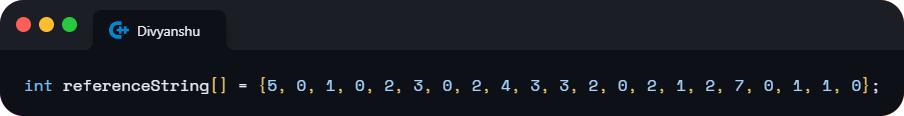 Divyanshu
int referenceString[] = {5, 0, 1, 0, 2, 3, 0, 2, 4, 3, 3, 2, 0, 2, 1, 2, 7, 0, 1, 1, 0};